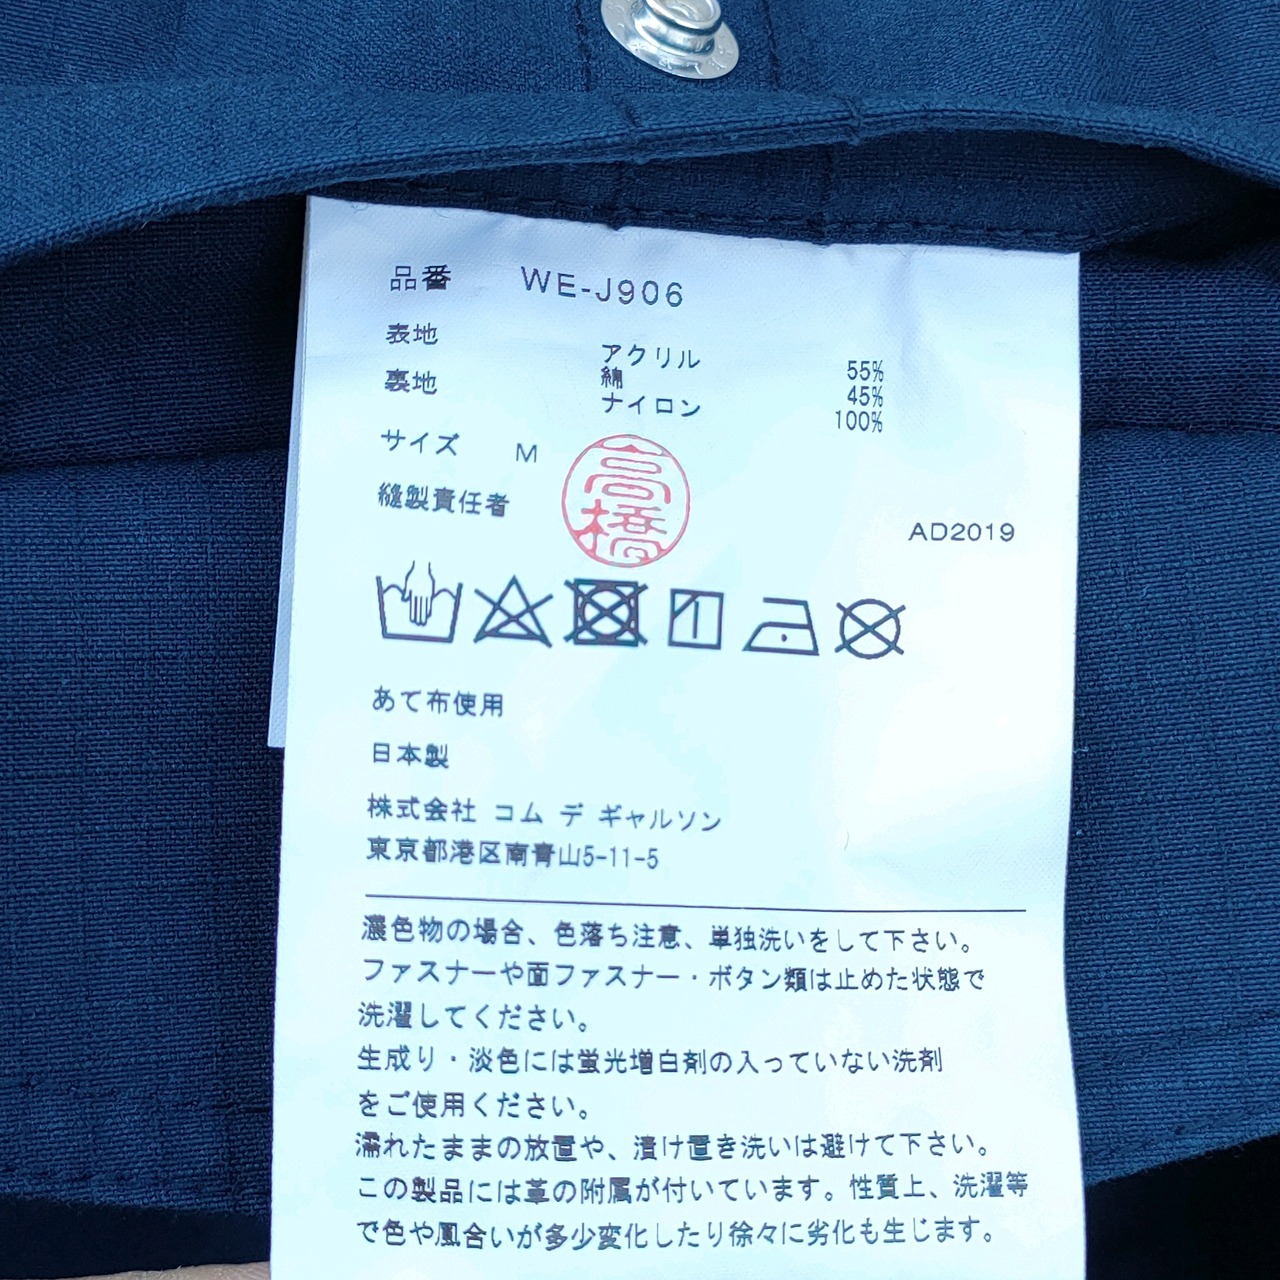 品番 WE-J906
表地 アクリル 55%
綿 45%
裏地 ナイロン 100%
サイズ M
縫製責任者 高橋
AD2019
あて布使用
日本製
株式会社 コム デ ギャルソン
東京都港区南青山5-11-5
濃色物の場合、色落ち注意、単独洗いをして下さい。
ファスナーや面ファスナー・ボタン類は止めた状態で
洗濯してください。
生成り・淡色には蛍光増白剤の入っていない洗剤
をご使用ください。
濡れたままの放置や、漬け置き洗いは避けて下さい。
この製品には革の附属が付いています。性質上、洗濯等
で色や風合いが多少変化したり徐々に劣化も生じます。